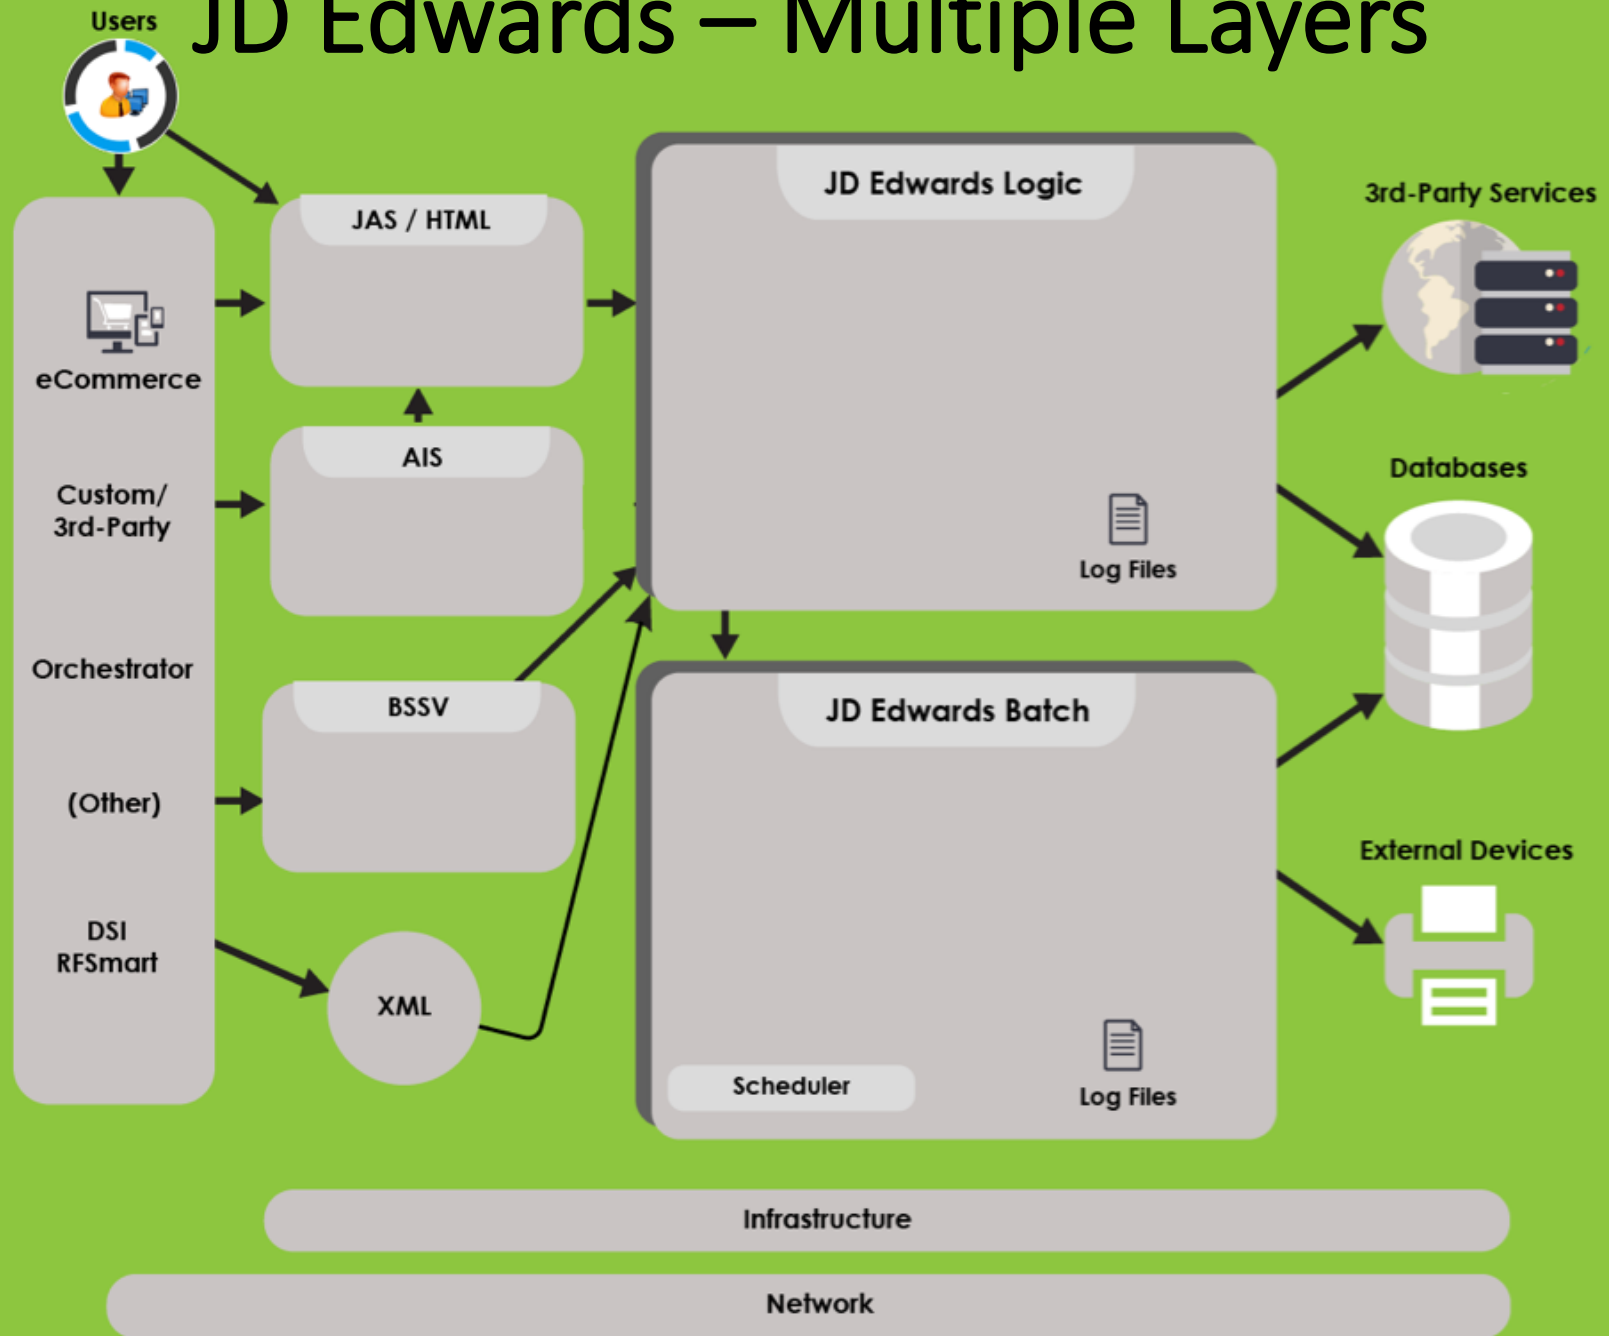 JD Edwards – Multiple Layers
Users
eCommerce
Custom/
3rd-Party
Orchestrator
(Other)
DSI
RFSmart
JAS / HTML
AIS
BSSV
XML
JD Edwards Logic
Log Files
JD Edwards Batch
Scheduler
Log Files
3rd-Party Services
Databases
External Devices
Infrastructure
Network